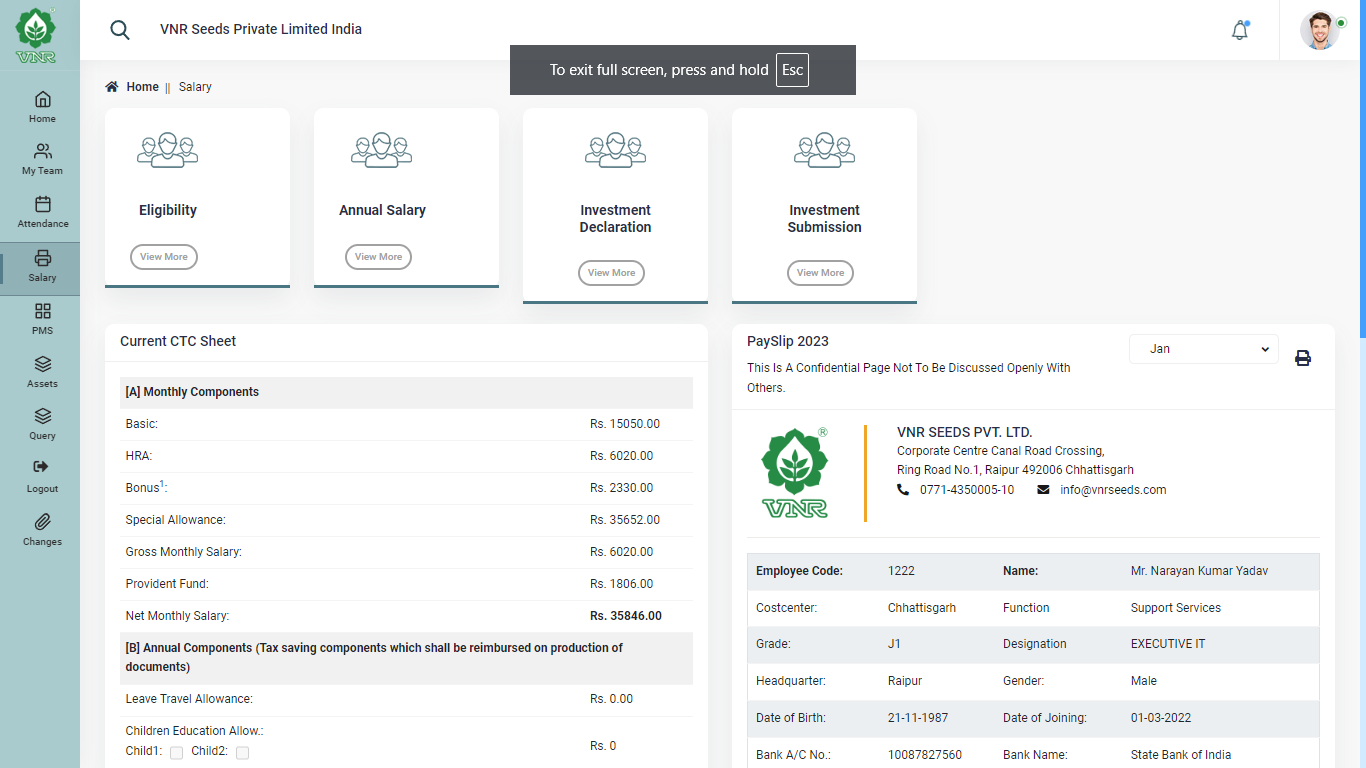 VNR
VNR Seeds Private Limited India
To exit full screen, press and hold Esc
Home || Salary
Home
My Team
Attendance
Salary
PMS
Assets
Query
Logout
Changes
Eligibility
View More
Annual Salary
View More
Investment
Declaration
View More
Investment
Submission
View More
Current CTC Sheet
[A] Monthly Components
Basic: Rs. 15050.00
HRA: Rs. 6020.00
Bonus1: Rs. 2330.00
Special Allowance: Rs. 35652.00
Gross Monthly Salary: Rs. 6020.00
Provident Fund: Rs. 1806.00
Net Monthly Salary: Rs. 35846.00
[B] Annual Components (Tax saving components which shall be reimbursed on production of
documents)
Leave Travel Allowance: Rs. 0.00
Children Education Allow.:
Child1: Child2: Rs. 0
PaySlip 2023
Jan
This Is A Confidential Page Not To Be Discussed Openly With
Others.
®
VNR
VNR SEEDS PVT. LTD.
Corporate Centre Canal Road Crossing,
Ring Road No.1, Raipur 492006 Chhattisgarh
0771-4350005-10 info@vnrseeds.com
Employee Code: 1222 Name: Mr. Narayan Kumar Yadav
Costcenter: Chhattisgarh Function Support Services
Grade: J1 Designation EXECUTIVE IT
Headquarter: Raipur Gender: Male
Date of Birth: 21-11-1987 Date of Joining: 01-03-2022
Bank A/C No.: 10087827560 Bank Name: State Bank of India